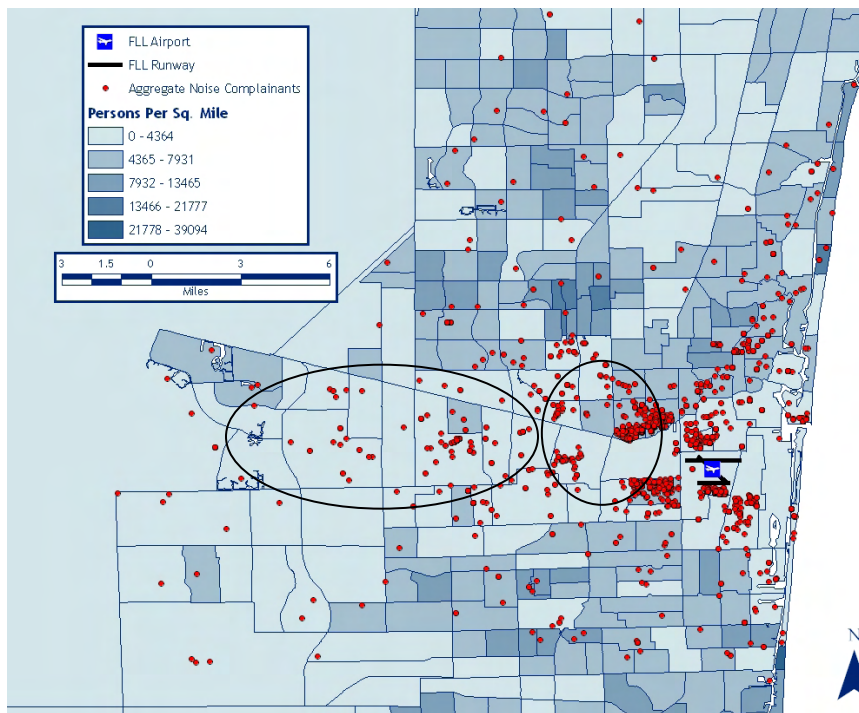 FLL Airport
FLL Runway
Aggregate Noise Complainants
Persons Per Sq. Mile
0 - 4364
4365 - 7931
7932 - 13465
13466 - 21777
21778 - 39094
3 1.5 0 3 6
Miles
N